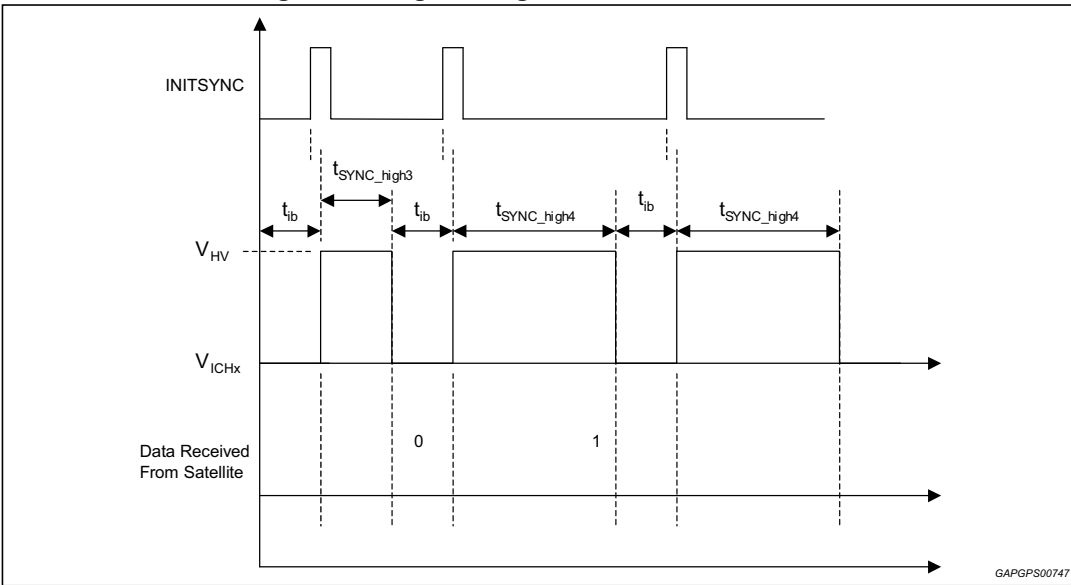 INITSYNC
tSYNC_high3
tib
tib
tSYNC_high4
tib
tSYNC_high4
VHV
VICHx
0
1
Data Received
From Satellite
GAPGPS00747